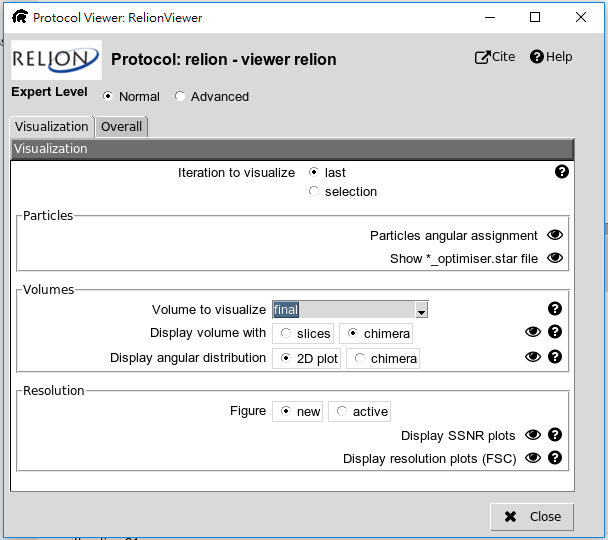 Protocol Viewer: RelionViewer
RELION Protocol: relion - viewer relion Cite Help
Expert Level Normal Advanced
Visualization Overall
Visualization
Iteration to visualize last
selection
Particles
Particles angular assignment
Show *_optimiser.star file
Volumes
Volume to visualize final
Display volume with slices chimera
Display angular distribution 2D plot chimera
Resolution
Figure new active
Display SSNR plots
Display resolution plots (FSC)
Close